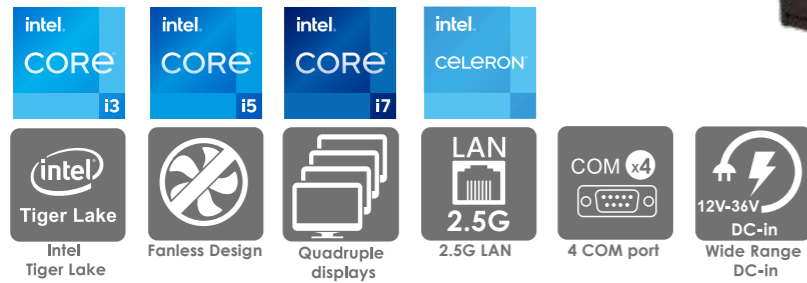 intel.
CORE
i3
intel.
CORE
i5
intel.
CORE
i7
intel.
CELERON
intel
Tiger Lake
Intel
Tiger Lake
Fanless Design
Quadruple
displays
LAN
2.5G
2.5G LAN
COM x4
4 COM port
12V-36V
DC-in
Wide Range
DC-in